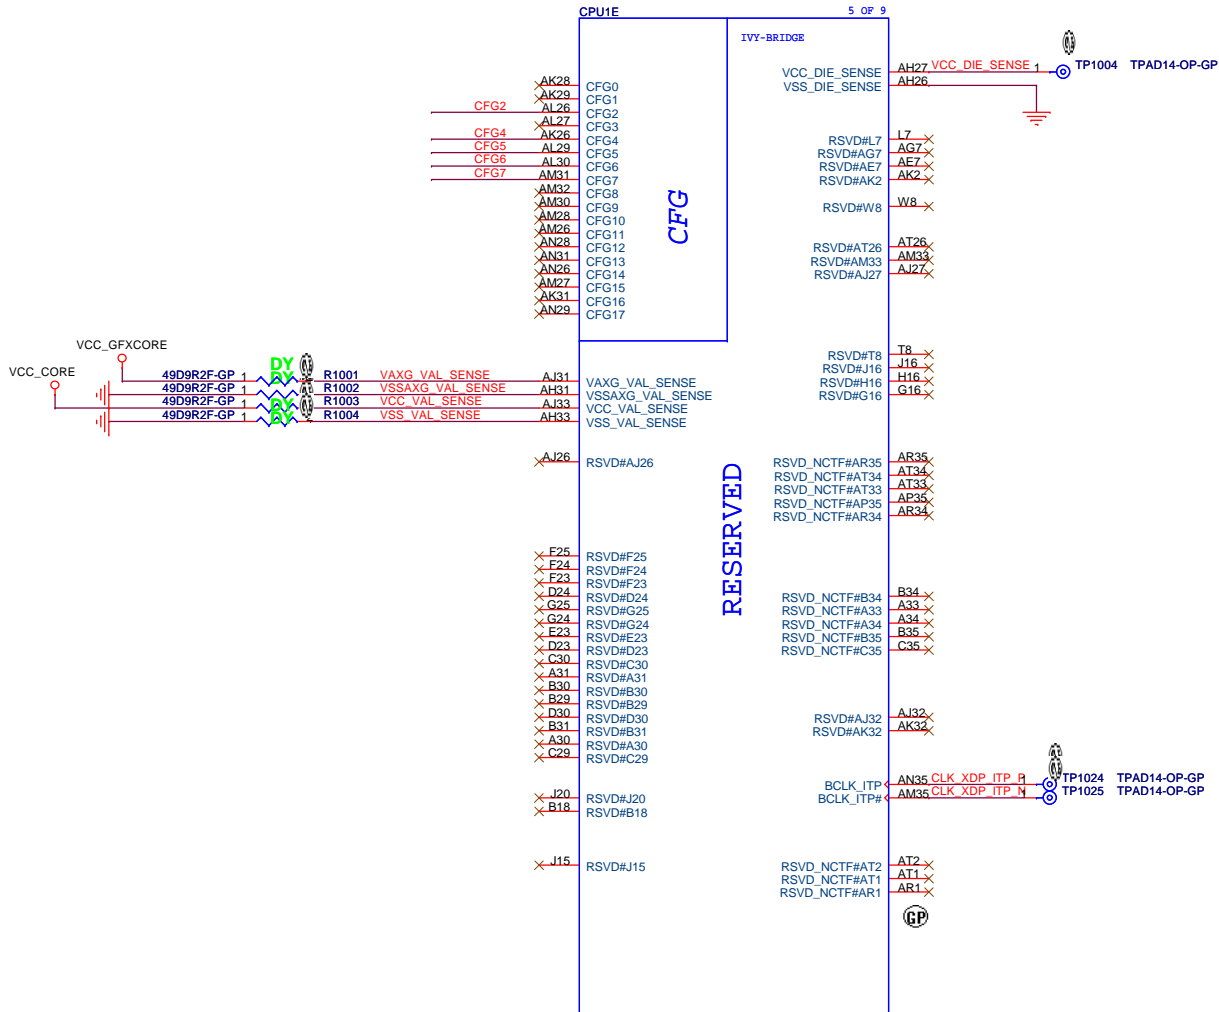 CPU1E 5 OF 9
IVY-BRIDGE
CFG
RESERVED
AK28 CFG0
AK29 CFG1
CFG2 AL26 CFG2
AL27 CFG3
CFG4 AK26 CFG4
CFG5 AL29 CFG5
CFG6 AL30 CFG6
CFG7 AM31 CFG7
AM32 CFG8
AM30 CFG9
AM28 CFG10
AM26 CFG11
AN28 CFG12
AN31 CFG13
AN26 CFG14
AM27 CFG15
AK31 CFG16
AN29 CFG17
VCC_GFXCORE
VCC_CORE
49D9R2F-GP 1 DY R1001 VAXG_VAL_SENSE AJ31 VAXG_VAL_SENSE
49D9R2F-GP 1 DY R1002 VSSAXG_VAL_SENSE AH31 VSSAXG_VAL_SENSE
49D9R2F-GP 1 DY R1003 VCC_VAL_SENSE AJ33 VCC_VAL_SENSE
49D9R2F-GP 1 DY R1004 VSS_VAL_SENSE AH33 VSS_VAL_SENSE
AJ26 RSVD#AJ26
F25 RSVD#F25
F24 RSVD#F24
F23 RSVD#F23
D24 RSVD#D24
G25 RSVD#G25
G24 RSVD#G24
E23 RSVD#E23
D23 RSVD#D23
C30 RSVD#C30
A31 RSVD#A31
B30 RSVD#B30
B29 RSVD#B29
D30 RSVD#D30
B31 RSVD#B31
A30 RSVD#A30
C29 RSVD#C29
J20 RSVD#J20
B18 RSVD#B18
J15 RSVD#J15
VCC_DIE_SENSE AH27 VCC_DIE_SENSE 1 TP1004 TPAD14-OP-GP
VSS_DIE_SENSE AH26
RSVD#L7 L7
RSVD#AG7 AG7
RSVD#AE7 AE7
RSVD#AK2 AK2
RSVD#W8 W8
RSVD#AT26 AT26
RSVD#AM33 AM33
RSVD#AJ27 AJ27
RSVD#T8 T8
RSVD#J16 J16
RSVD#H16 H16
RSVD#G16 G16
RSVD_NCTF#AR35 AR35
RSVD_NCTF#AT34 AT34
RSVD_NCTF#AT33 AT33
RSVD_NCTF#AP35 AP35
RSVD_NCTF#AR34 AR34
RSVD_NCTF#B34 B34
RSVD_NCTF#A33 A33
RSVD_NCTF#A34 A34
RSVD_NCTF#B35 B35
RSVD_NCTF#C35 C35
RSVD#AJ32 AJ32
RSVD#AK32 AK32
BCLK_ITP AN35 CLK_XDP_ITP_P 1 TP1024 TPAD14-OP-GP
BCLK_ITP# AM35 CLK_XDP_ITP_N 1 TP1025 TPAD14-OP-GP
RSVD_NCTF#AT2 AT2
RSVD_NCTF#AT1 AT1
RSVD_NCTF#AR1 AR1
GP